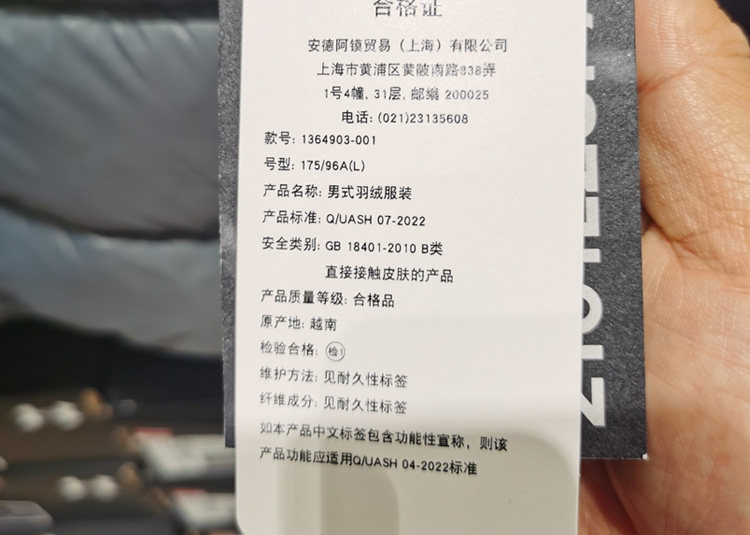 合格证
安德阿镆贸易（上海）有限公司
上海市黄浦区黄陂南路838弄
1号4幢, 31层, 邮编 200025
电话: (021)23135608
款号: 1364903-001
号型: 175/96A(L)
产品名称: 男式羽绒服装
产品标准: Q/UASH 07-2022
安全类别: GB 18401-2010 B类
直接接触皮肤的产品
产品质量等级: 合格品
原产地: 越南
检验合格: 检1
维护方法: 见耐久性标签
纤维成分: 见耐久性标签
如本产品中文标签包含功能性宣称，则该
产品功能应适用Q/UASH 04-2022标准